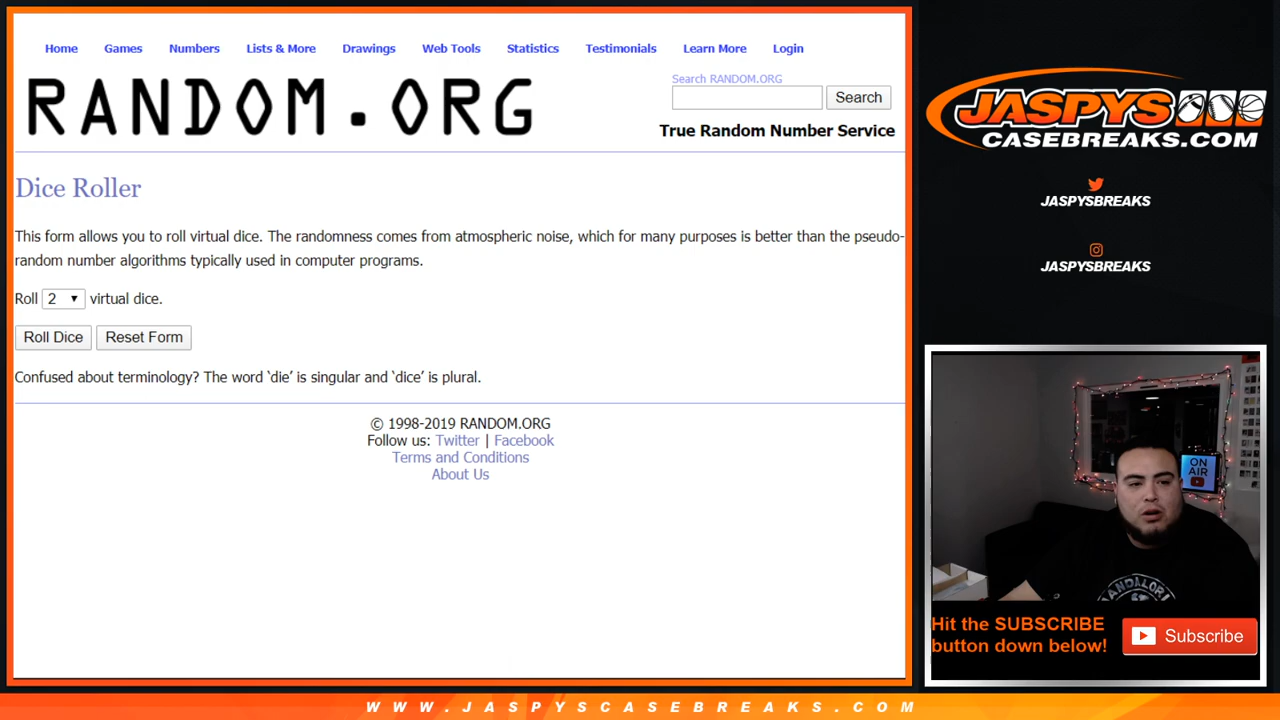 Home Games Numbers Lists & More Drawings Web Tools Statistics Testimonials Learn More Login
RANDOM.ORG
Search RANDOM.ORG
Search
True Random Number Service
Dice Roller
This form allows you to roll virtual dice. The randomness comes from atmospheric noise, which for many purposes is better than the pseudo-
random number algorithms typically used in computer programs.
Roll 2 virtual dice.
Roll Dice Reset Form
Confused about terminology? The word ‘die’ is singular and ‘dice’ is plural.
© 1998-2019 RANDOM.ORG
Follow us: Twitter | Facebook
Terms and Conditions
About Us
JASPYS
CASEBREAKS.COM
JASPYSBREAKS
JASPYSBREAKS
ON
AIR
Hit the SUBSCRIBE
button down below!
Subscribe
WWW.JASPYSCASEBREAKS.COM